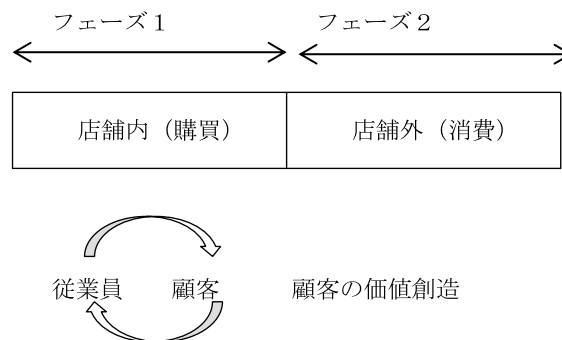 フェーズ１ フェーズ２
店舗内（購買） 店舗外（消費）
従業員 顧客 顧客の価値創造